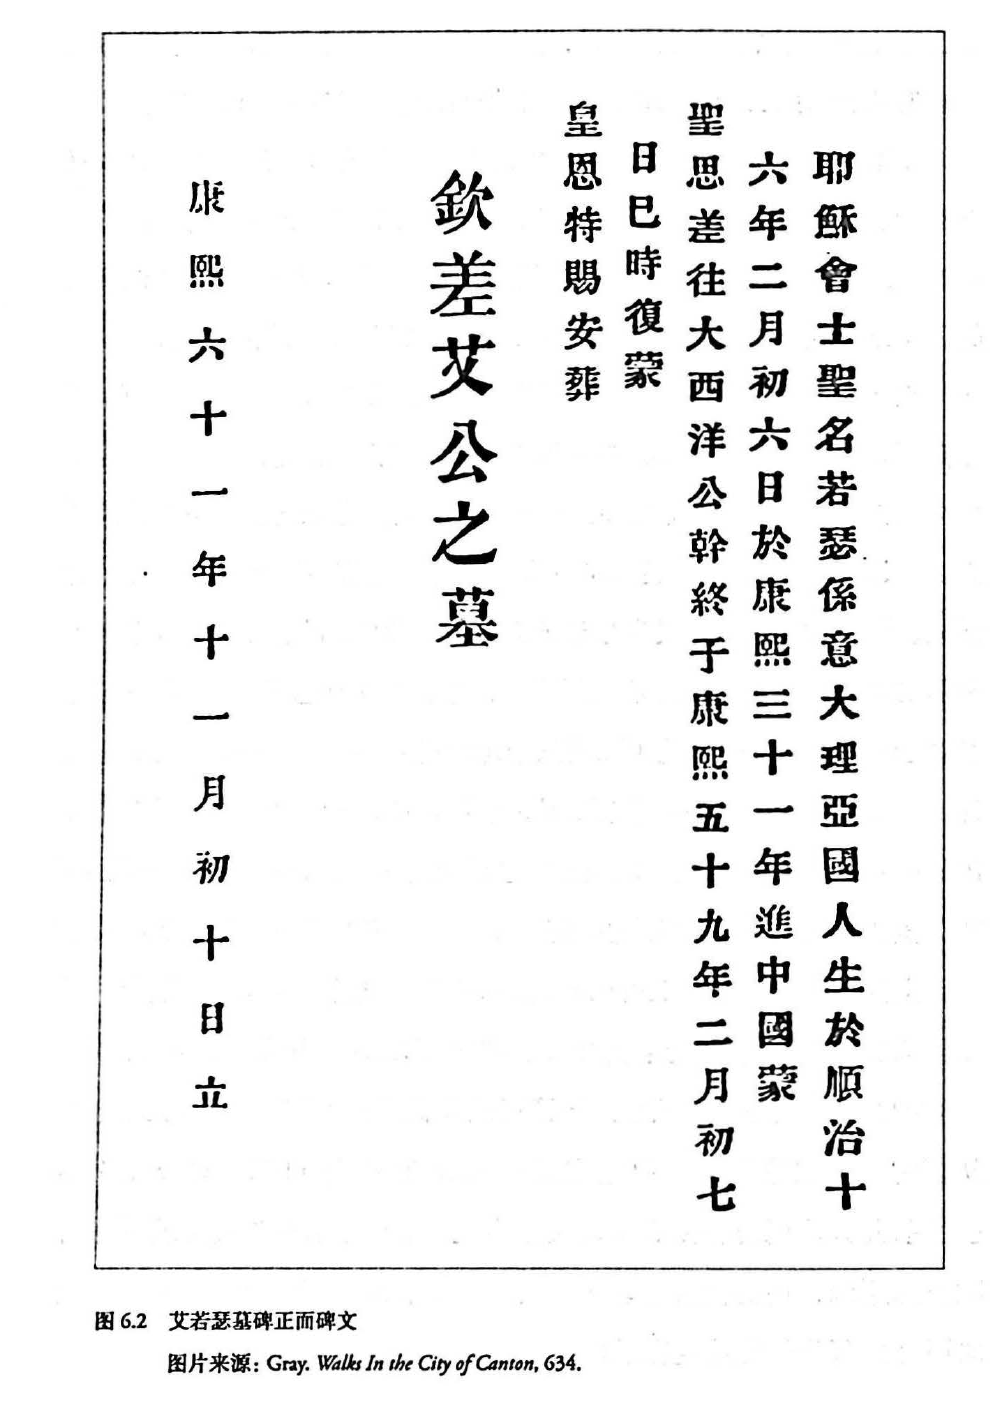 耶穌會士聖名若瑟係意大理亞國人生於順治十
六年二月初六日於康熙三十一年進中國蒙
聖思差往大西洋公幹終于康熙五十九年二月初七
日巳時復蒙
皇恩特賜安葬
欽差艾公之墓
康熙六十一年十一月初十日立
图 6.2 艾若瑟墓碑正面碑文
图片来源：Gray. Walks In the City of Canton, 634.